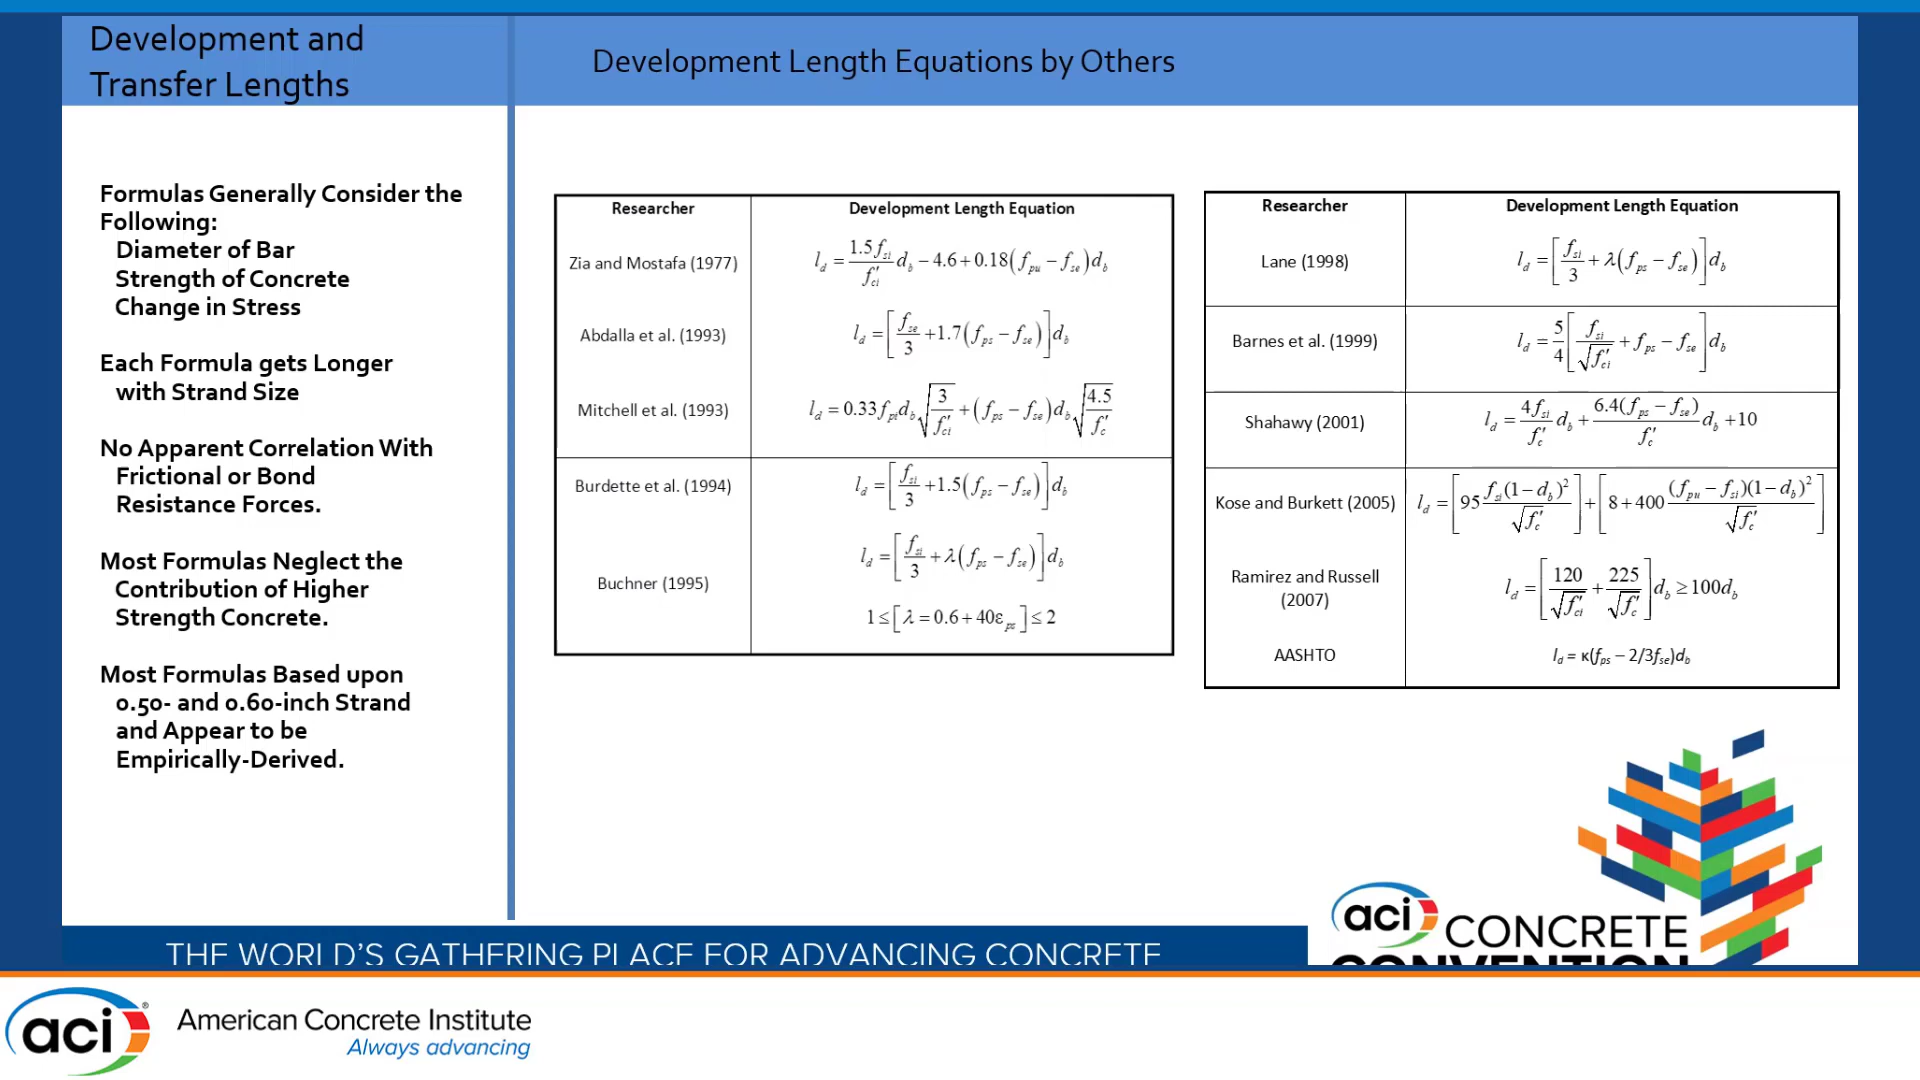 Development and
Transfer Lengths
Development Length Equations by Others
Formulas Generally Consider the
Following:
Diameter of Bar
Strength of Concrete
Change in Stress
Each Formula gets Longer
with Strand Size
No Apparent Correlation With
Frictional or Bond
Resistance Forces.
Most Formulas Neglect the
Contribution of Higher
Strength Concrete.
Most Formulas Based upon
0.50- and 0.60-inch Strand
and Appear to be
Empirically-Derived.
Researcher Development Length Equation
Zia and Mostafa (1977) l_d = (1.5f_si / f'_ci) d_b − 4.6 + 0.18(f_pu − f_se)d_b
Abdalla et al. (1993) l_d = [f_se/3 + 1.7(f_ps − f_se)]d_b
Mitchell et al. (1993) l_d = 0.33f_pt d_b √(3/f'_ci) + (f_ps − f_se)d_b √(4.5/f'_c)
Burdette et al. (1994) l_d = [f_si/3 + 1.5(f_ps − f_se)]d_b
Buchner (1995) l_d = [f_si/3 + λ(f_ps − f_se)]d_b
1 ≤ [λ = 0.6 + 40ε_ps] ≤ 2
Researcher Development Length Equation
Lane (1998) l_d = [f_si/3 + λ(f_ps − f_se)]d_b
Barnes et al. (1999) l_d = 5/4 [f_si/√f'_ci + f_ps − f_se]d_b
Shahawy (2001) l_d = (4f_si/f'_c) d_b + (6.4(f_ps − f_se)/f'_c) d_b + 10
Kose and Burkett (2005) l_d = [95 f_si(1−d_b)²/√f'_c] + [8 + 400 (f_pu − f_si)(1−d_b)²/√f'_c]
Ramirez and Russell
(2007) l_d = [120/√f'_ci + 225/√f'_c]d_b ≥ 100d_b
AASHTO l_d = κ(f_ps − 2/3f_se)d_b
THE WORLD'S GATHERING PLACE FOR ADVANCING CONCRETE
aci CONCRETE
CONVENTION
aci® American Concrete Institute
Always advancing